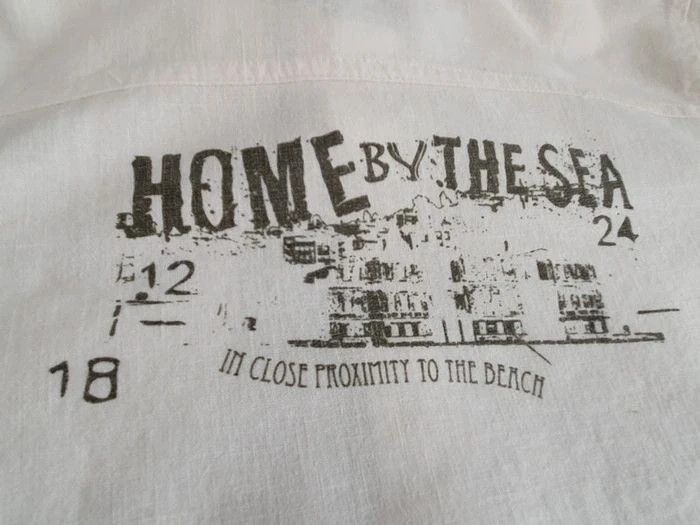 HOME BY THE SEA
24
12
18
IN CLOSE PROXIMITY TO THE BEACH